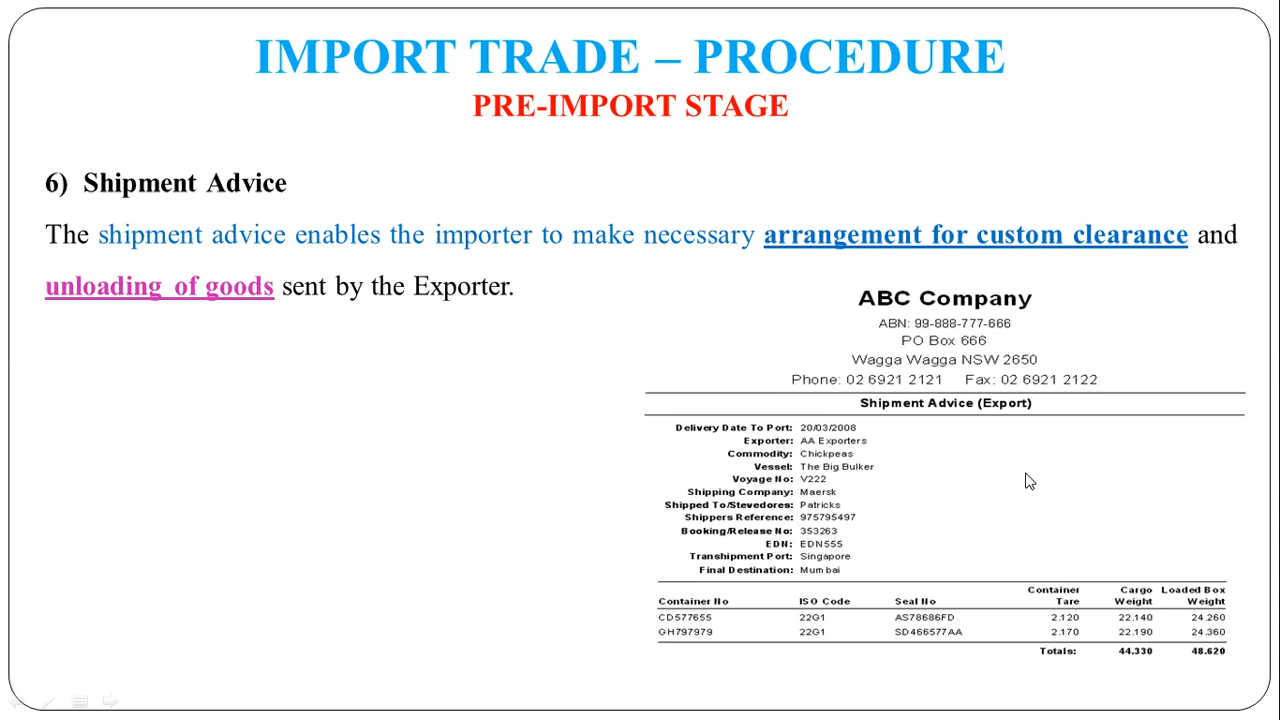 IMPORT TRADE – PROCEDURE
PRE-IMPORT STAGE
6) Shipment Advice
The shipment advice enables the importer to make necessary arrangement for custom clearance and
unloading of goods sent by the Exporter.
ABC Company
ABN: 99-888-777-666
PO Box 666
Wagga Wagga NSW 2650
Phone: 02 6921 2121 Fax: 02 6921 2122
Shipment Advice (Export)
Delivery Date To Port: 20/03/2008
Exporter: AA Exporters
Commodity: Chickpeas
Vessel: The Big Bulker
Voyage No: V222
Shipping Company: Maersk
Shipped To/Stevedores: Patricks
Shippers Reference: 975795497
Booking/Release No: 353263
EDN: EDN555
Transhipment Port: Singapore
Final Destination: Mumbai
Container Cargo Loaded Box
Container No ISO Code Seal No Tare Weight Weight
CD577655 22G1 AS78686FD 2.120 22.140 24.260
GH797979 22G1 SD466577AA 2.170 22.190 24.360
Totals: 44.330 48.620